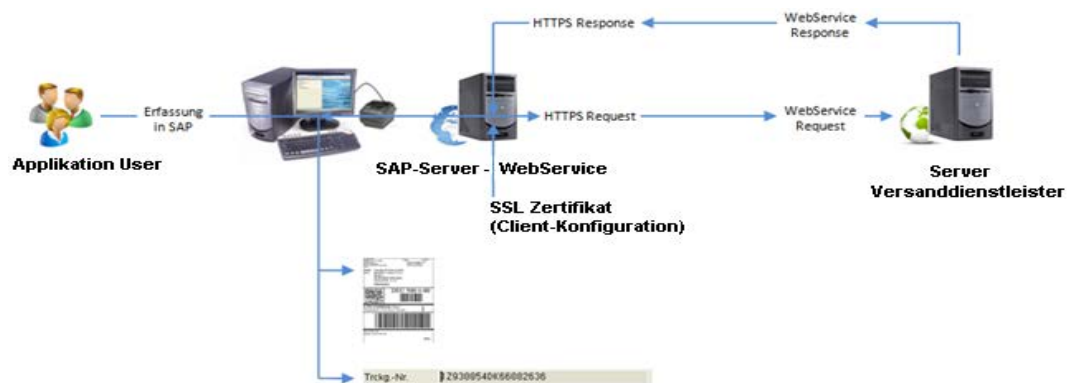 HTTPS Response
WebService
Response
Erfassung
in SAP
HTTPS Request
WebService
Request
Applikation User
SAP-Server - WebService
Server
Versanddienstleister
SSL Zertifikat
(Client-Konfiguration)
Trckg.-Nr.